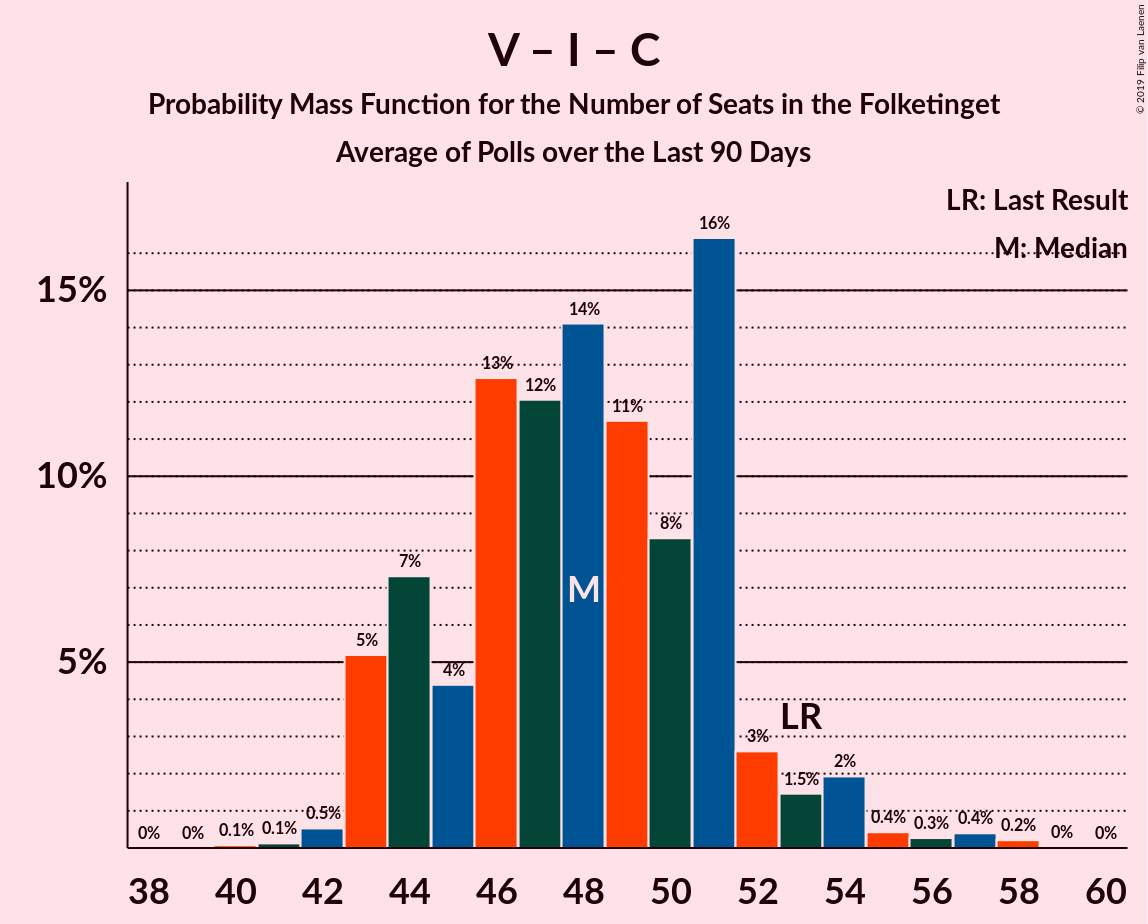 V – I – C
Probability Mass Function for the Number of Seats in the Folketinget
Average of Polls over the Last 90 Days
© 2019 Filip van Laenen
LR: Last Result
M: Median
15%
10%
5%
0% 0% 0.1% 0.1% 0.5% 5% 7% 4% 13% 12% 14% 11% 8% 16% 3% 1.5% 2% 0.4% 0.3% 0.4% 0.2% 0% 0%
M
LR
38 40 42 44 46 48 50 52 54 56 58 60